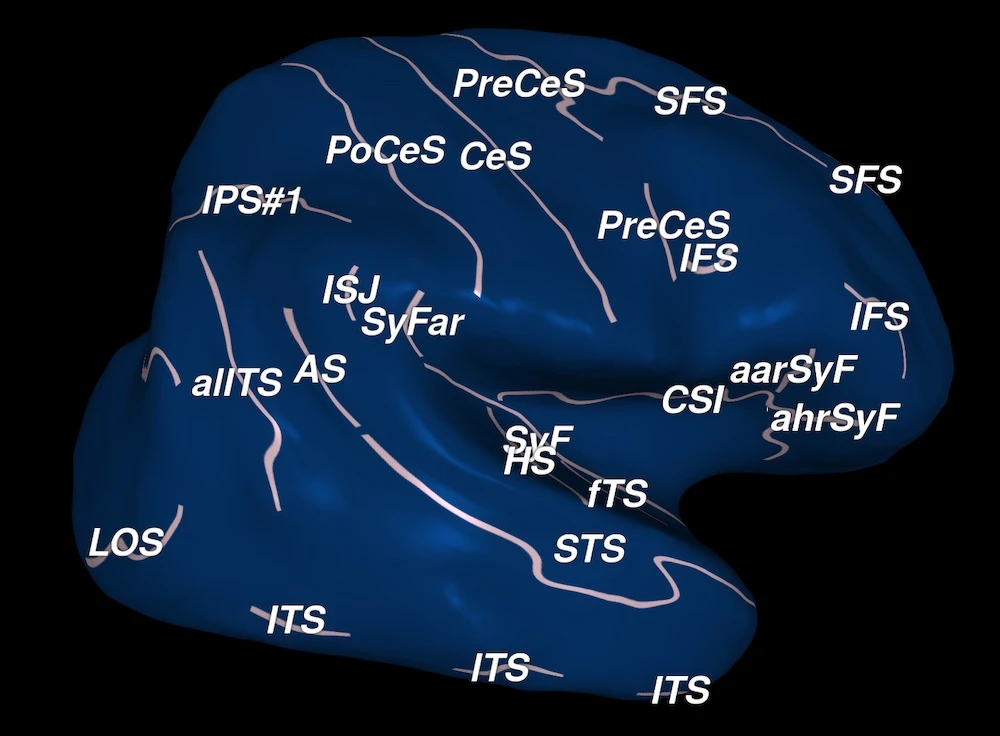 PreCeS
SFS
PoCeS
CeS
SFS
IPS#1
PreCeS
IFS
ISJ
SyFar
IFS
AS
allTS
aarSyF
CSI
ahrSyF
SyF
HS
fTS
LOS
STS
ITS
ITS
ITS